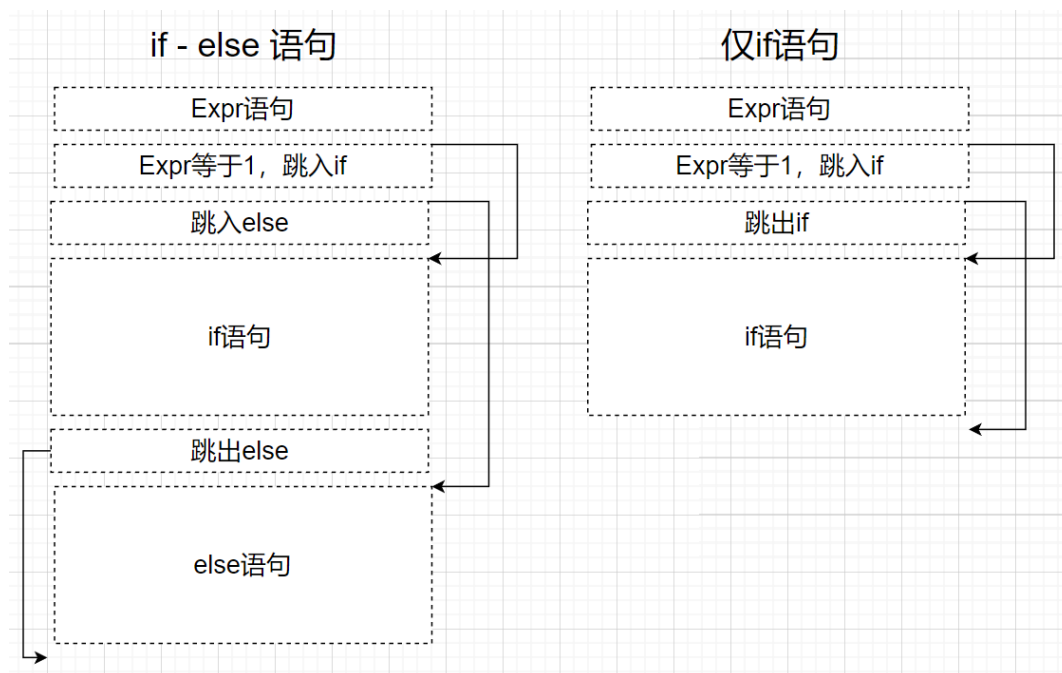 if - else 语句
Expr语句
Expr等于1，跳入if
跳入else
if语句
跳出else
else语句
仅if语句
Expr语句
Expr等于1，跳入if
跳出if
if语句